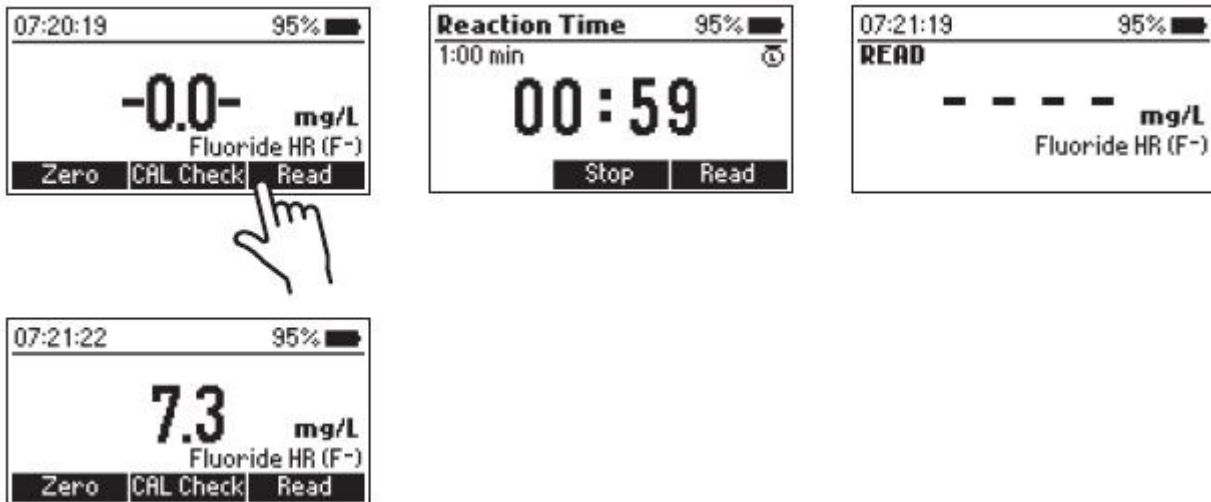 07:20:19 95%
-0.0- mg/L
Fluoride HR (F-)
Zero CAL Check Read
Reaction Time 95%
1:00 min
00:59
Stop Read
07:21:19 95%
READ
- - - - mg/L
Fluoride HR (F-)
07:21:22 95%
7.3 mg/L
Fluoride HR (F-)
Zero CAL Check Read